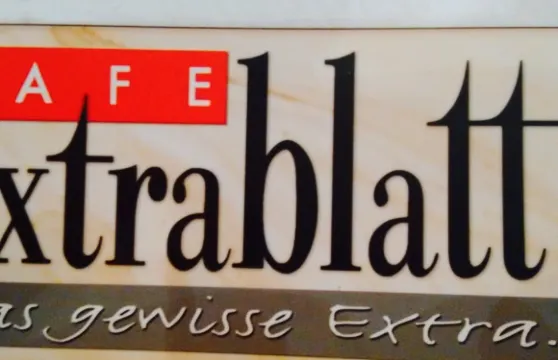 AFE
xtrablatt
as gewisse Extra.